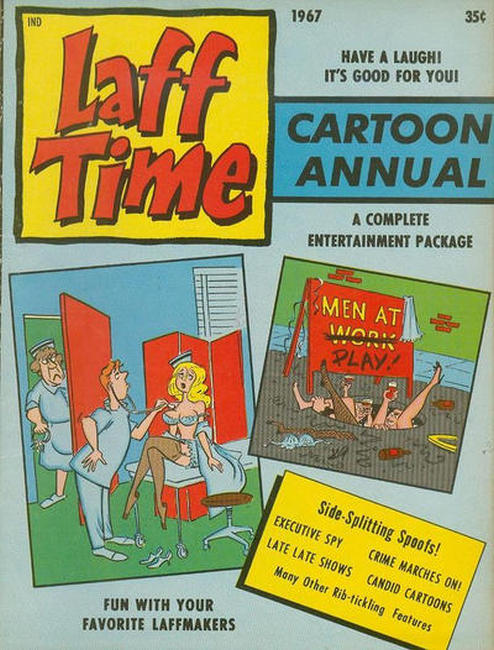 IND
Laff
Time
1967
35¢
HAVE A LAUGH!
IT'S GOOD FOR YOU!
CARTOON
ANNUAL
A COMPLETE
ENTERTAINMENT PACKAGE
MEN AT
WORK
PLAY!
Side-Splitting Spoofs!
EXECUTIVE SPY
CRIME MARCHES ON!
LATE LATE SHOWS
CANDID CARTOONS
Many Other Rib-tickling Features
FUN WITH YOUR
FAVORITE LAFFMAKERS